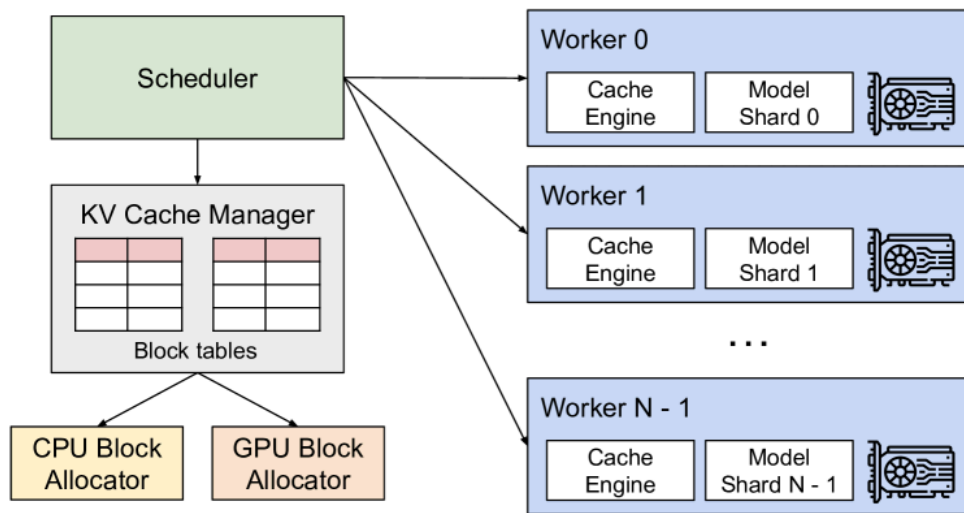 Scheduler
KV Cache Manager
Block tables
CPU Block
Allocator
GPU Block
Allocator
Worker 0
Cache
Engine
Model
Shard 0
Worker 1
Cache
Engine
Model
Shard 1
...
Worker N - 1
Cache
Engine
Model
Shard N - 1